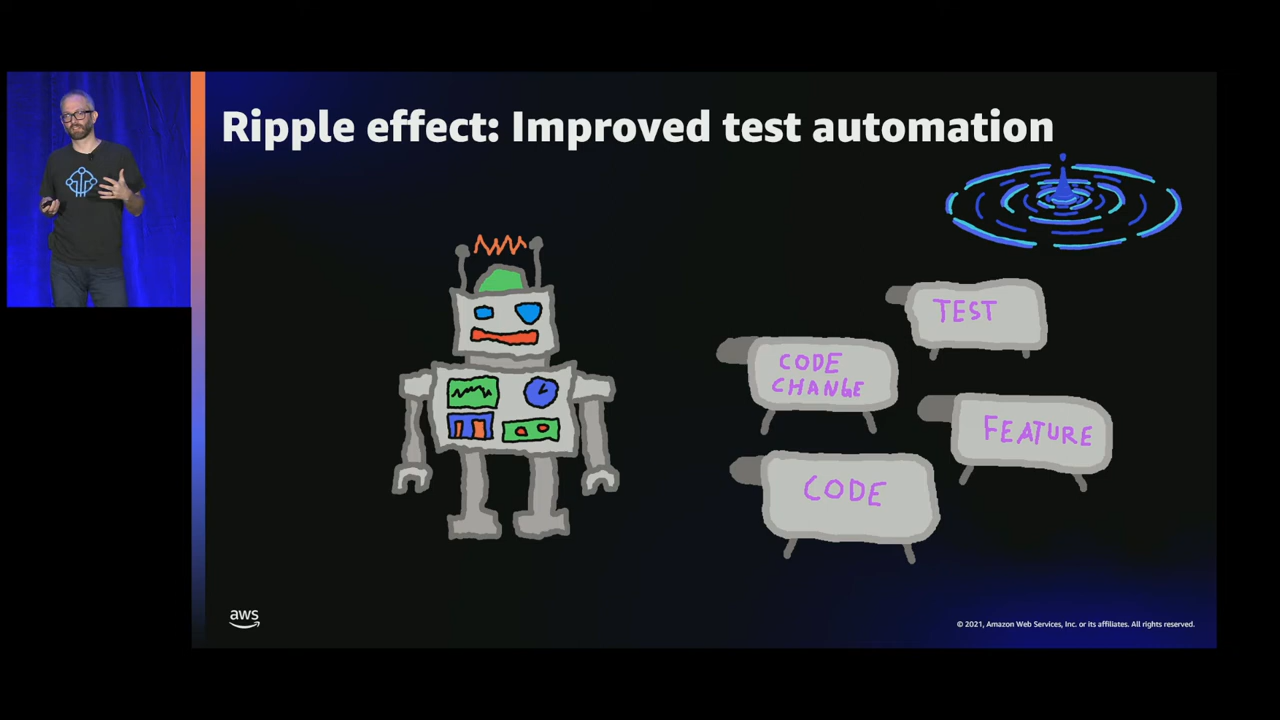 Ripple effect: Improved test automation
TEST
CODE
CHANGE
FEATURE
CODE
aws
© 2021, Amazon Web Services, Inc. or its affiliates. All rights reserved.